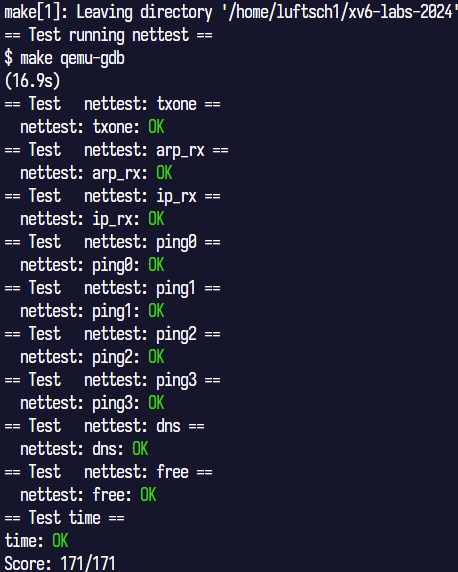 make[1]: Leaving directory '/home/luftsch1/xv6-labs-2024'
== Test running nettest ==
$ make qemu-gdb
(16.9s)
== Test   nettest: txone ==
  nettest: txone: OK
== Test   nettest: arp_rx ==
  nettest: arp_rx: OK
== Test   nettest: ip_rx ==
  nettest: ip_rx: OK
== Test   nettest: ping0 ==
  nettest: ping0: OK
== Test   nettest: ping1 ==
  nettest: ping1: OK
== Test   nettest: ping2 ==
  nettest: ping2: OK
== Test   nettest: ping3 ==
  nettest: ping3: OK
== Test   nettest: dns ==
  nettest: dns: OK
== Test   nettest: free ==
  nettest: free: OK
== Test time ==
time: OK
Score: 171/171